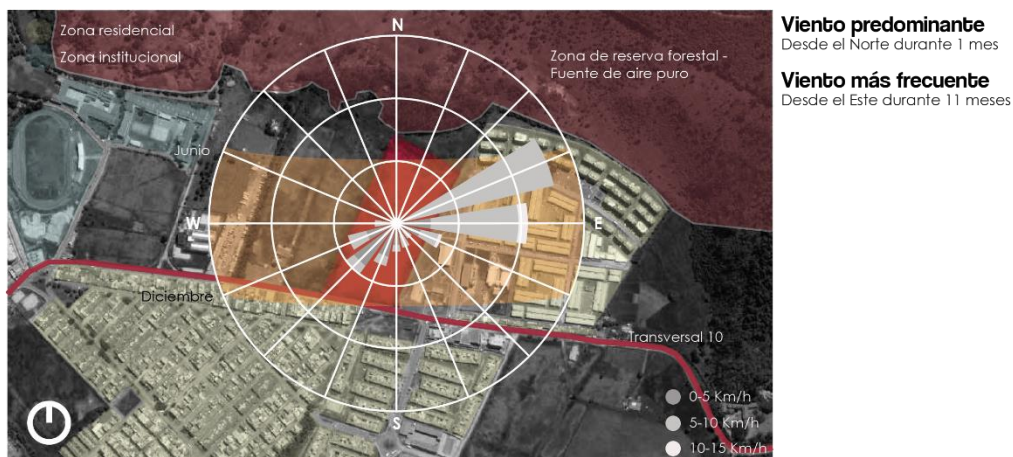 Zona residencial
Zona institucional
N
Zona de reserva forestal -
Fuente de aire puro
Junio
W
E
Diciembre
Transversal 10
S
0-5 Km/h
5-10 Km/h
10-15 Km/h
Viento predominante
Desde el Norte durante 1 mes
Viento más frecuente
Desde el Este durante 11 meses